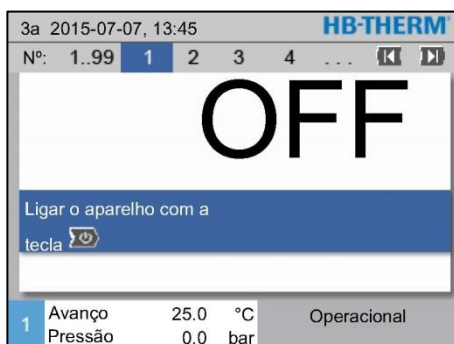 3a 2015-07-07, 13:45 HB-THERM
Nº: 1..99 1 2 3 4 ...
OFF
Ligar o aparelho com a
tecla
1 Avanço 25.0 °C Operacional
Pressão 0.0 bar